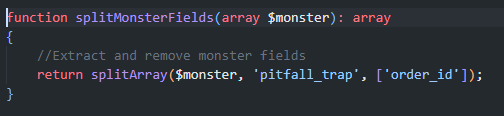 function splitMonsterFields(array $monster): array
{
    //Extract and remove monster fields
    return splitArray($monster, 'pitfall_trap', ['order_id']);
}